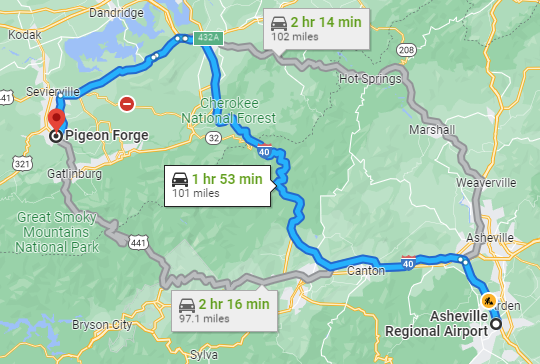 Dandridge
Kodak
432A
2 hr 14 min
102 miles
208
Hot Springs
Sevierville
41
Cherokee
National Forest
Pigeon Forge
32
40
Marshall
321
Gatlinburg
1 hr 53 min
101 miles
Weaverville
Great Smoky
Mountains
National Park
441
Asheville
Canton
40
2 hr 16 min
97.1 miles
Bryson City
Sylva
rden
Asheville
Regional Airport